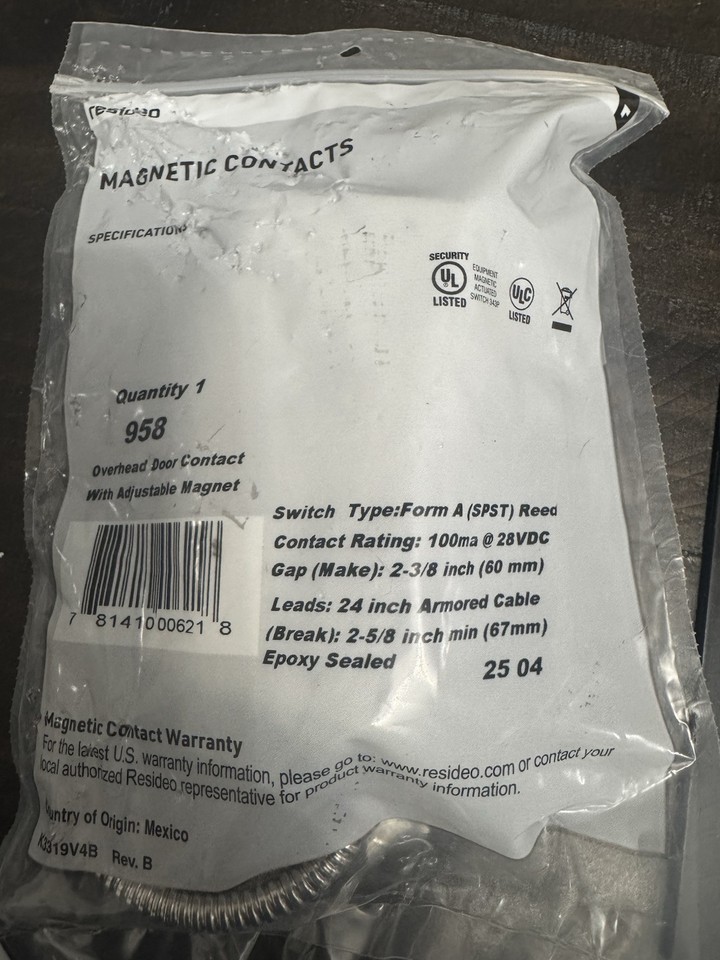 resideo
MAGNETIC CONTACTS
SPECIFICATIONS
SECURITY
UL
LISTED
EQUIPMENT
MAGNETIC
ACTUATED
SWITCH
ULC
LISTED
Quantity 1
958
Overhead Door Contact
With Adjustable Magnet
7 81410 00621 8
Switch Type:Form A (SPST) Reed
Contact Rating: 100ma @ 28VDC
Gap (Make): 2-3/8 inch (60 mm)
Leads: 24 inch Armored Cable
(Break): 2-5/8 inch min (67mm)
Epoxy Sealed
25 04
Magnetic Contact Warranty
For the latest U.S. warranty information, please go to: www.resideo.com or contact your
local authorized Resideo representative for product warranty information.
Country of Origin: Mexico
K3319V4B Rev. B